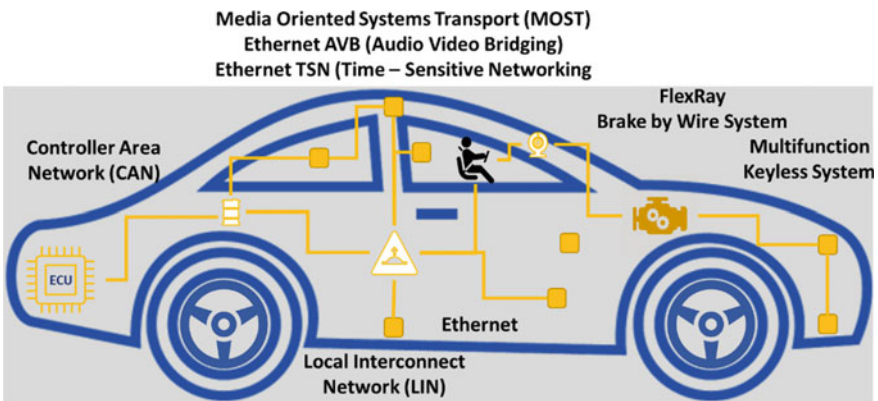 Media Oriented Systems Transport (MOST)
Ethernet AVB (Audio Video Bridging)
Ethernet TSN (Time – Sensitive Networking
FlexRay
Brake by Wire System
Controller Area
Network (CAN)
Multifunction
Keyless System
ECU
Ethernet
Local Interconnect
Network (LIN)